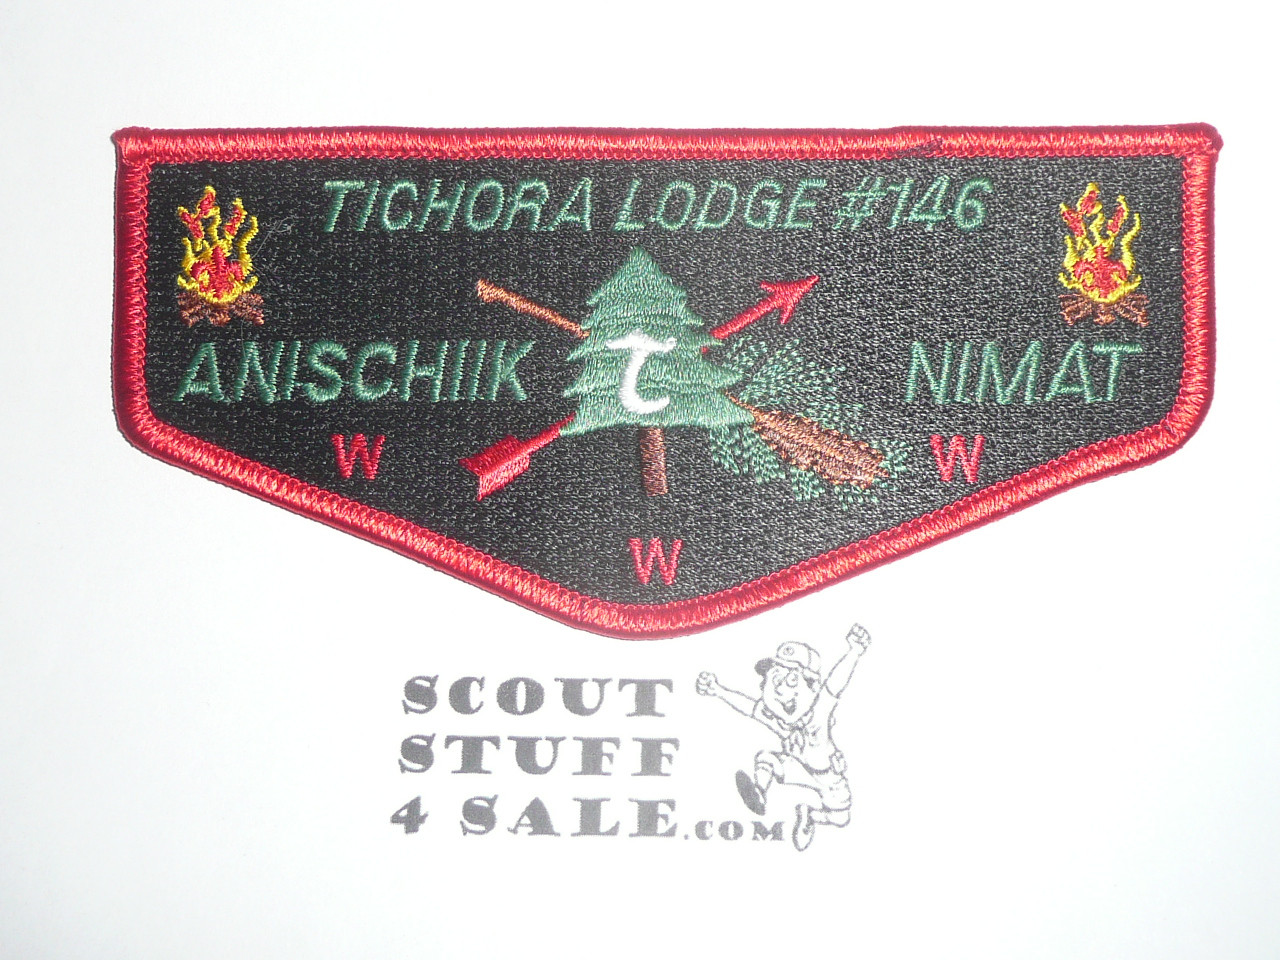 TICHORA LODGE #146
ANISCHIIK NIMAT
W W
W
SCOUT
STUFF
4 SALE.COM